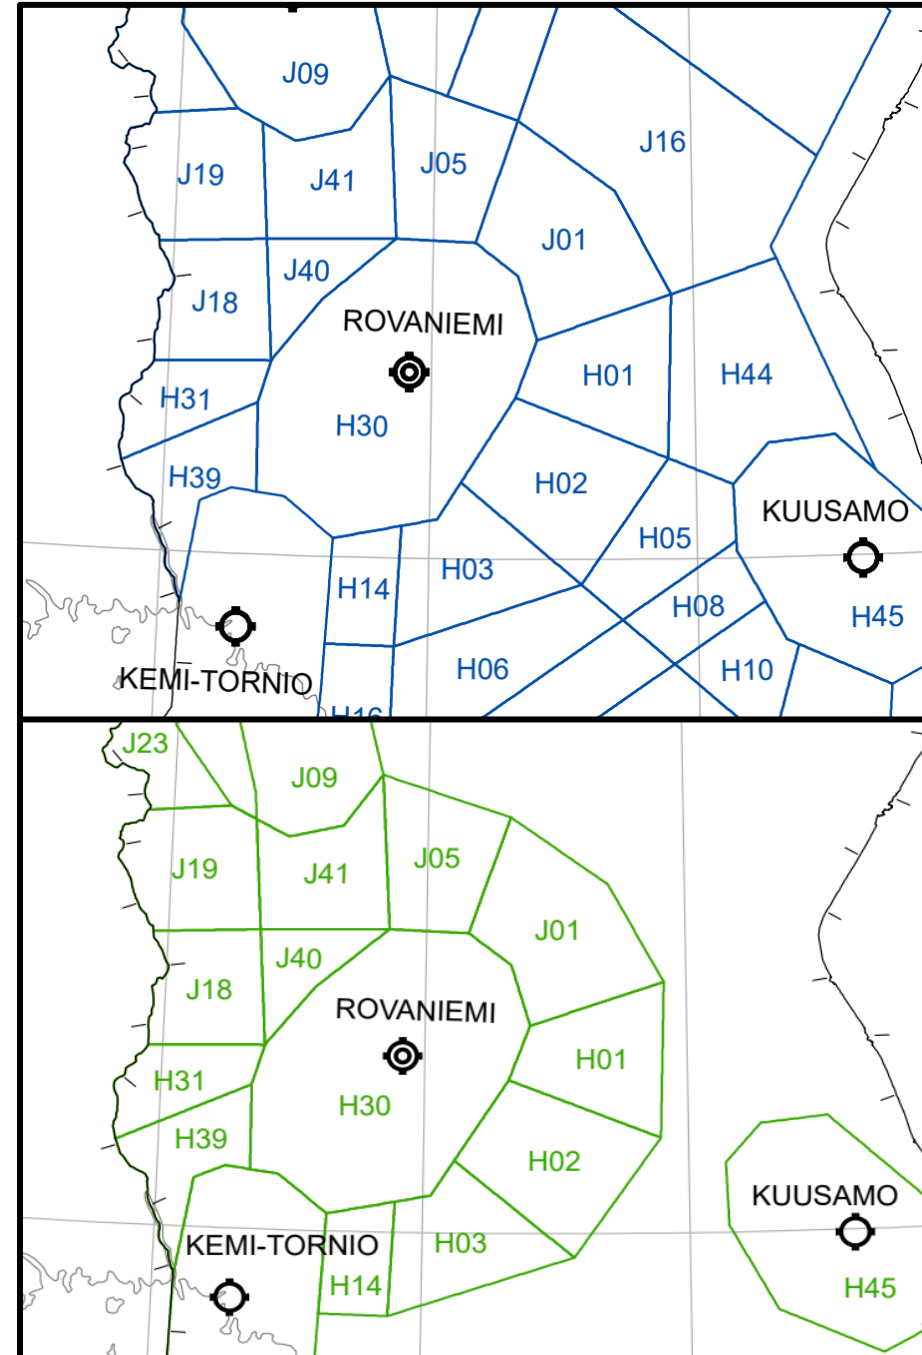 J09
J16
J05
J19
J41
J01
J40
J18
ROVANIEMI
H01
H44
H31
H30
H39
H02
KUUSAMO
H05
H03
H14
H08
H45
H06
H10
KEMI-TORNIO
H16
J23
J09
J05
J19
J41
J01
J40
J18
ROVANIEMI
H01
H31
H30
H39
H02
KUUSAMO
KEMI-TORNIO
H03
H14
H45